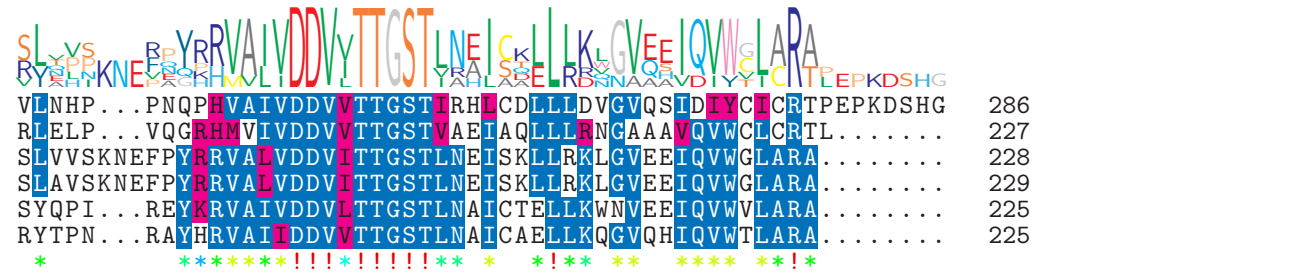 VLNHP...PNQPHVAIVDDVVTTGSTIRHLCDLLLDVGVQSIDIYCICRTPEPKDSHG 286
RLELP...VQGRHMVIVDDVVTTGSTVAEIAQLLLRNGAAAVQVWCLCRTL....... 227
SLVVSKNEFPYRRVALVDDVITTGSTLNEISKLLRKLGVEEIQVWGLARA........ 228
SLAVSKNEFPYRRVALVDDVITTGSTLNEISKLLRKLGVEEIQVWGLARA........ 229
SYQPI...REYKRVAIVDDVLTTGSTLNAICTELLKWNVEEIQVWVLARA........ 225
RYTPN...RAYHRVAIIDDVVTTGSTLNAICAELLKQGVQHIQVWTLARA........ 225
* *******!!!*!!!!!** * *!** ** **** **!*